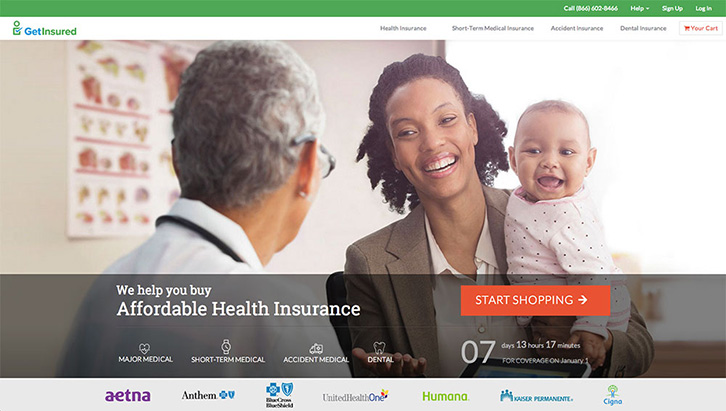 Call (866) 602-8466 Help Sign Up Log In
GetInsured Health Insurance Short-Term Medical Insurance Accident Insurance Dental Insurance Your Cart
We help you buy
Affordable Health Insurance
START SHOPPING
MAJOR MEDICAL SHORT-TERM MEDICAL ACCIDENT MEDICAL DENTAL
07 days 13 hours 17 minutes
FOR COVERAGE ON January 1
aetna Anthem BlueCross BlueShield UnitedHealthOne Humana KAISER PERMANENTE Cigna